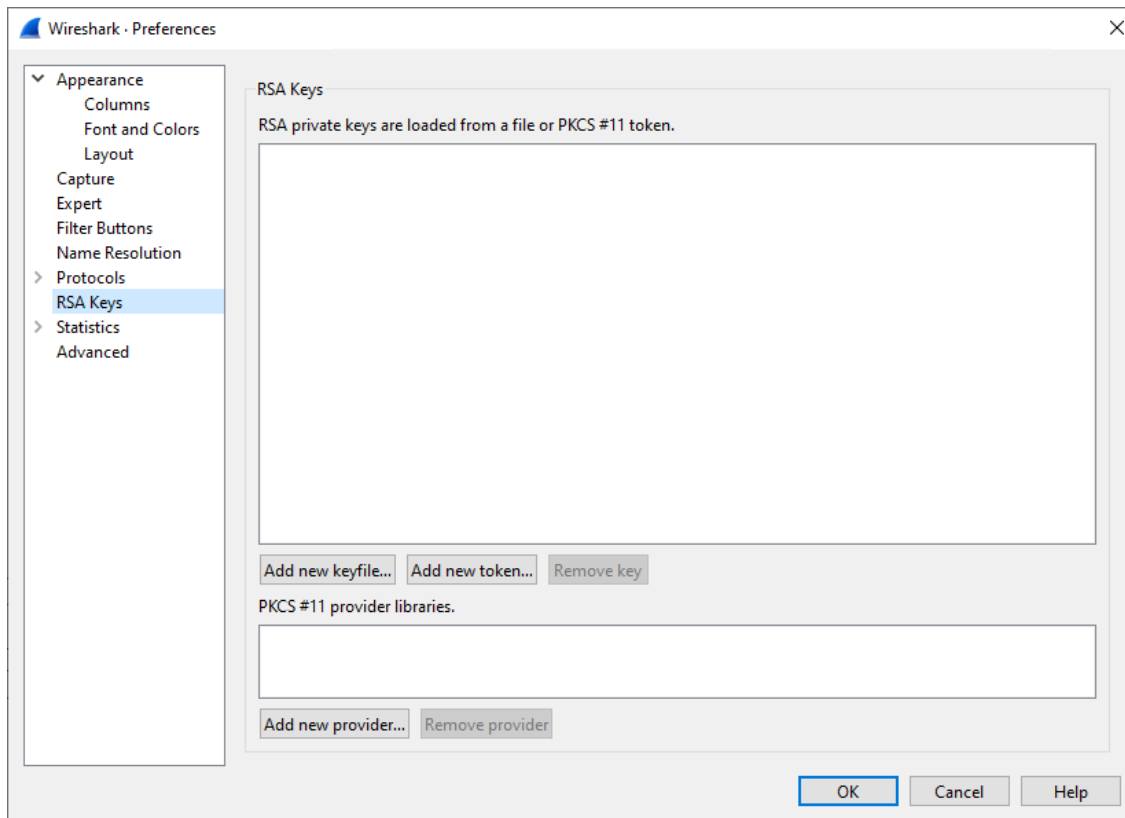 Wireshark · Preferences
Appearance
Columns
Font and Colors
Layout
Capture
Expert
Filter Buttons
Name Resolution
Protocols
RSA Keys
Statistics
Advanced
RSA Keys
RSA private keys are loaded from a file or PKCS #11 token.
Add new keyfile... Add new token... Remove key
PKCS #11 provider libraries.
Add new provider... Remove provider
OK Cancel Help